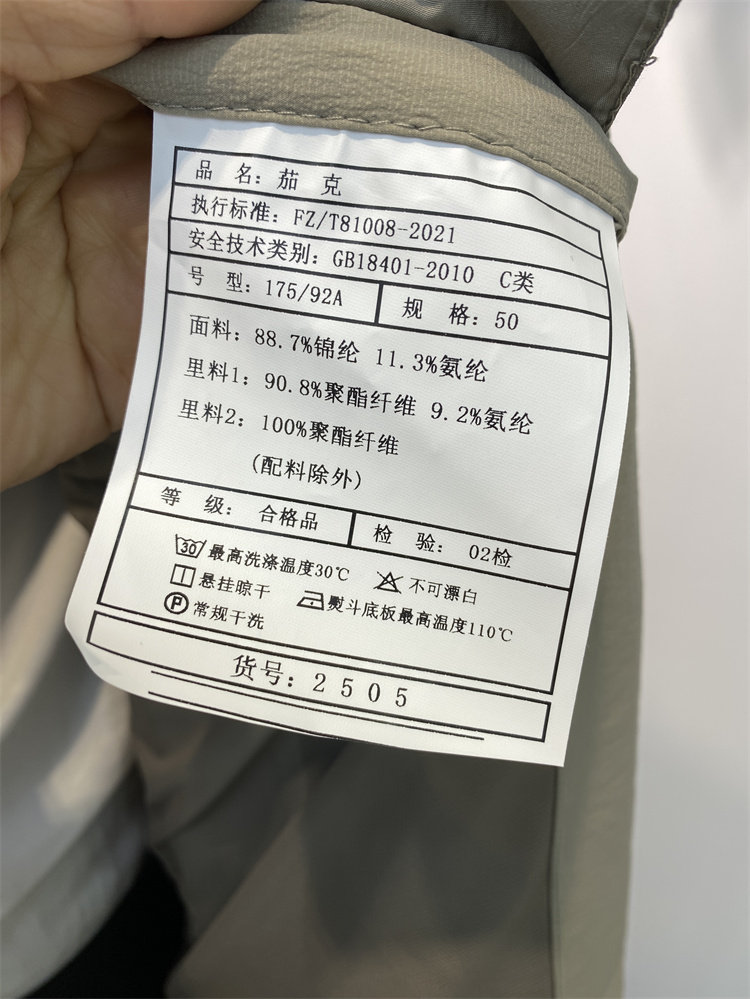 品 名：茄 克
执行标准：FZ/T81008-2021
安全技术类别：GB18401-2010 C类
号 型：175/92A 规 格：50
面料：88.7%锦纶 11.3%氨纶
里料1：90.8%聚酯纤维 9.2%氨纶
里料2：100%聚酯纤维
(配料除外)
等 级：合格品 检 验：02检
30 最高洗涤温度30℃ 不可漂白
悬挂晾干 熨斗底板最高温度110℃
P 常规干洗
货号：2505